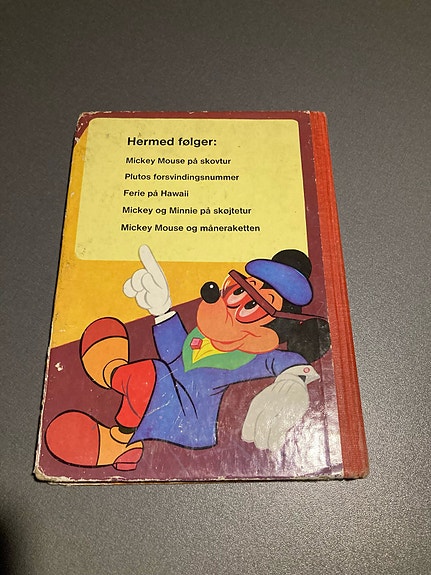 Hermed følger:
Mickey Mouse på skovtur
Plutos forsvindingsnummer
Ferie på Hawaii
Mickey og Minnie på skøjtetur
Mickey Mouse og måneraketten